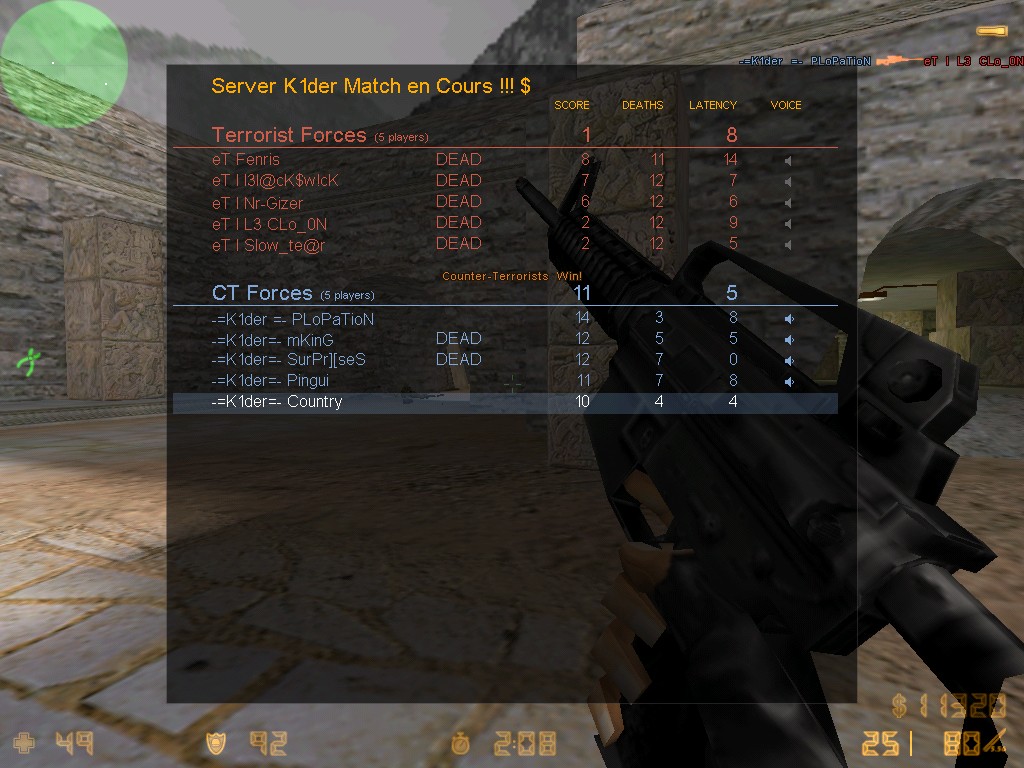 -=K1der =- PLoPaTioN eT | L3 CLo_0N
Server K1der Match en Cours !!! $
SCORE DEATHS LATENCY VOICE
Terrorist Forces (5 players) 1 8
eT Fenris DEAD 8 11 14
eT | l3l@cK$w!cK DEAD 7 12 7
eT | Nr-Gizer DEAD 6 12 6
eT | L3 CLo_0N DEAD 2 12 9
eT | Slow_te@r DEAD 2 12 5
Counter-Terrorists Win!
CT Forces (5 players) 11 5
-=K1der =- PLoPaTioN 14 3 8
-=K1der=- mKinG DEAD 12 5 5
-=K1der=- SurPr][seS DEAD 12 7 0
-=K1der=- Pingui 11 7 8
-=K1der=- Country 10 4 4
$ 11320
49 92 2:08 25| 80